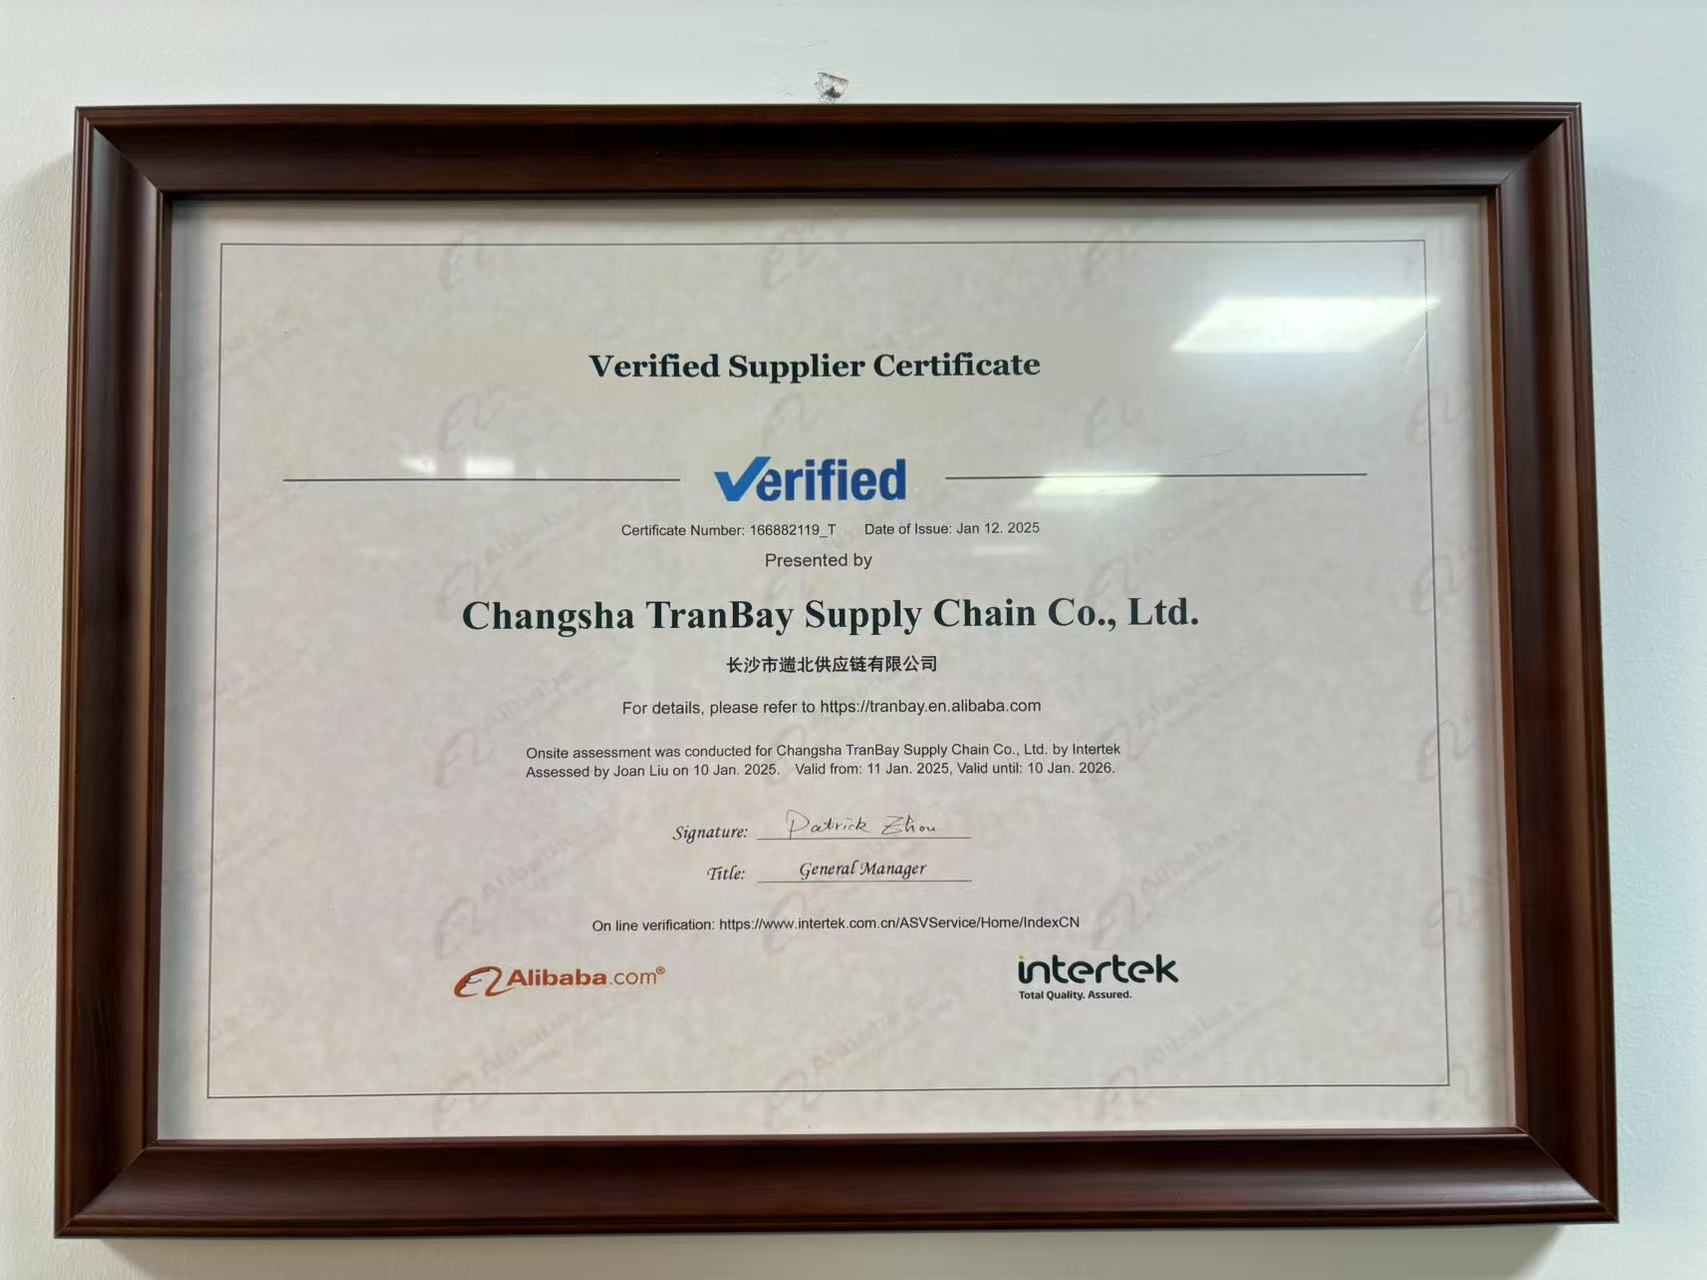 Verified Supplier Certificate
Verified
Certificate Number: 166882119_T Date of Issue: Jan 12. 2025
Presented by
Changsha TranBay Supply Chain Co., Ltd.
长沙市遄北供应链有限公司
For details, please refer to https://tranbay.en.alibaba.com
Onsite assessment was conducted for Changsha TranBay Supply Chain Co., Ltd. by Intertek
Assessed by Joan Liu on 10 Jan. 2025. Valid from: 11 Jan. 2025, Valid until: 10 Jan. 2026.
Signature: Patrick Zhou
Title: General Manager
On line verification: https://www.intertek.com.cn/ASVService/Home/IndexCN
Alibaba.com®
intertek
Total Quality. Assured.